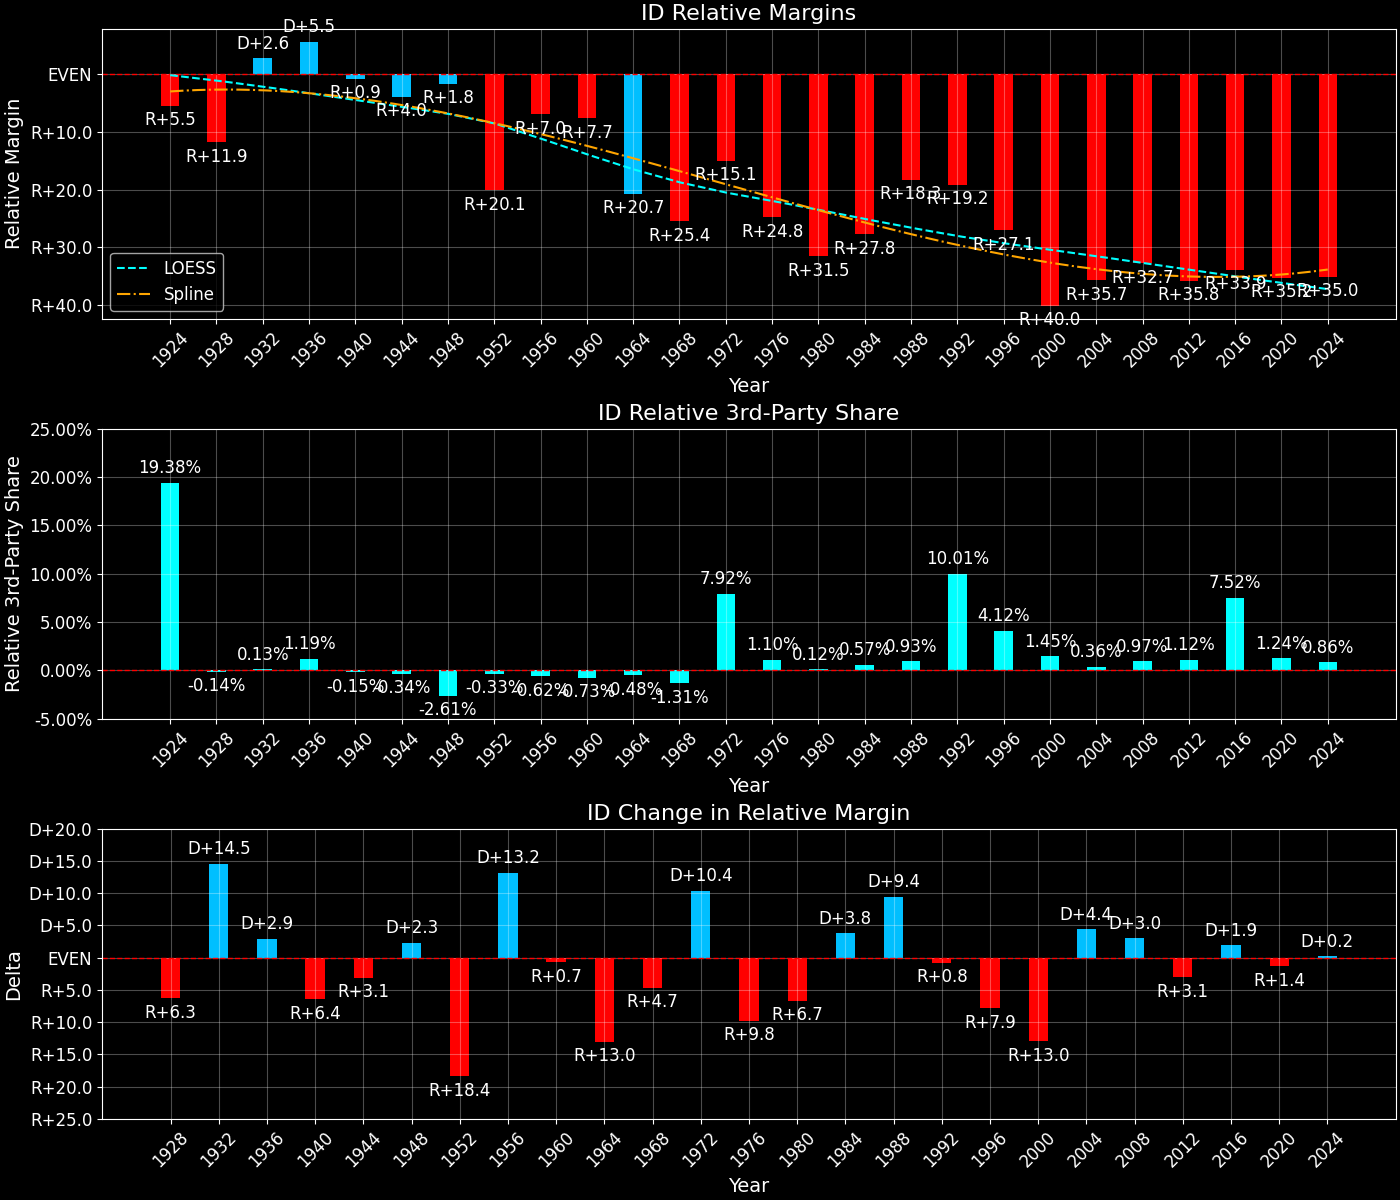 ID Relative Margins
Relative Margin
EVEN
R+10.0
R+20.0
R+30.0
R+40.0
R+5.5
R+11.9
D+2.6
D+5.5
R+0.9
R+4.0
R+1.8
R+20.1
R+7.0
R+7.7
R+20.7
R+25.4
R+15.1
R+24.8
R+31.5
R+27.8
R+18.3
R+19.2
R+27.1
R+40.0
R+35.7
R+32.7
R+35.8
R+33.9
R+35.2
R+35.0
LOESS
Spline
1924 1928 1932 1936 1940 1944 1948 1952 1956 1960 1964 1968 1972 1976 1980 1984 1988 1992 1996 2000 2004 2008 2012 2016 2020 2024
Year
ID Relative 3rd-Party Share
Relative 3rd-Party Share
25.00%
20.00%
15.00%
10.00%
5.00%
0.00%
-5.00%
19.38%
-0.14%
0.13%
1.19%
-0.15%
-0.34%
-2.61%
-0.33%
-0.62%
-0.73%
-0.48%
-1.31%
7.92%
1.10%
0.12%
0.57%
0.93%
10.01%
4.12%
1.45%
0.36%
0.97%
1.12%
7.52%
1.24%
0.86%
1924 1928 1932 1936 1940 1944 1948 1952 1956 1960 1964 1968 1972 1976 1980 1984 1988 1992 1996 2000 2004 2008 2012 2016 2020 2024
Year
ID Change in Relative Margin
Delta
D+20.0
D+15.0
D+10.0
D+5.0
EVEN
R+5.0
R+10.0
R+15.0
R+20.0
R+25.0
R+6.3
D+14.5
D+2.9
R+6.4
R+3.1
D+2.3
R+18.4
D+13.2
R+0.7
R+13.0
R+4.7
D+10.4
R+9.8
R+6.7
D+3.8
D+9.4
R+0.8
R+7.9
R+13.0
D+4.4
D+3.0
R+3.1
D+1.9
R+1.4
D+0.2
1928 1932 1936 1940 1944 1948 1952 1956 1960 1964 1968 1972 1976 1980 1984 1988 1992 1996 2000 2004 2008 2012 2016 2020 2024
Year